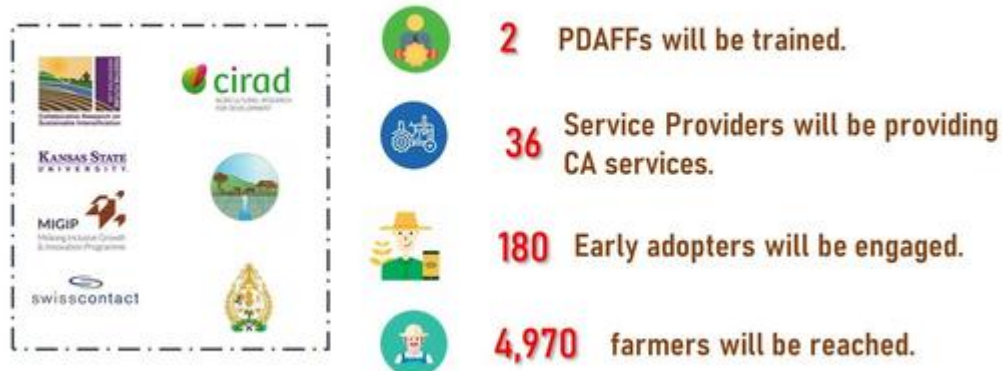 Collaborative Research on
Sustainable Intensification
cirad
AGRICULTURAL RESEARCH
FOR DEVELOPMENT
KANSAS STATE
UNIVERSITY
MIGIP
Mekong Inclusive Growth
& Innovation Programme
swisscontact
2 PDAFFs will be trained.
36 Service Providers will be providing
CA services.
180 Early adopters will be engaged.
4,970 farmers will be reached.